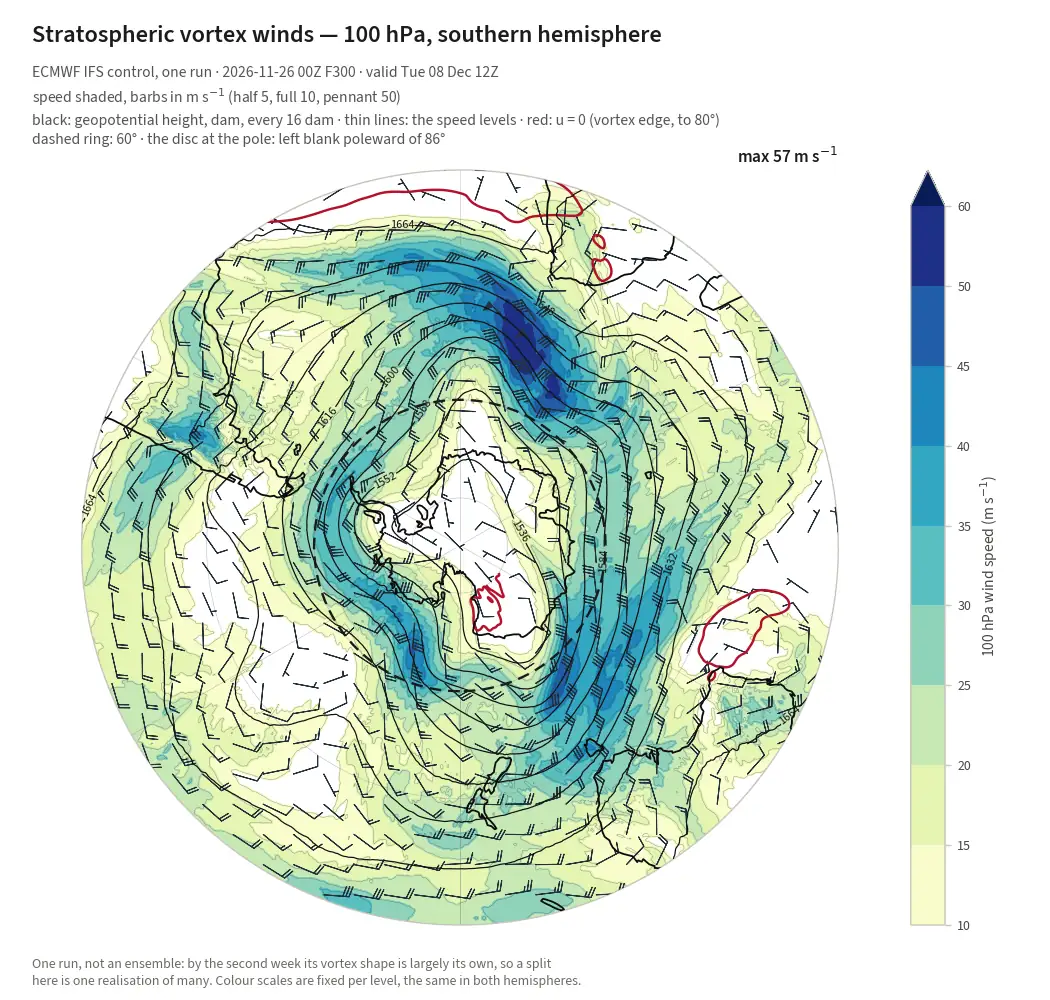 Stratospheric vortex winds — 100 hPa, southern hemisphere
ECMWF IFS control, one run · 2026-11-26 00Z F300 · valid Tue 08 Dec 12Z
speed shaded, barbs in m s⁻¹ (half 5, full 10, pennant 50)
black: geopotential height, dam, every 16 dam · thin lines: the speed levels · red: u = 0 (vortex edge, to 80°)
dashed ring: 60° · the disc at the pole: left blank poleward of 86°
max 57 m s⁻¹
1664
1600
1616
1552
1664
1536
1584
1632
60
50
45
40
35
30
25
20
15
10
100 hPa wind speed (m s⁻¹)
One run, not an ensemble: by the second week its vortex shape is largely its own, so a split
here is one realisation of many. Colour scales are fixed per level, the same in both hemispheres.